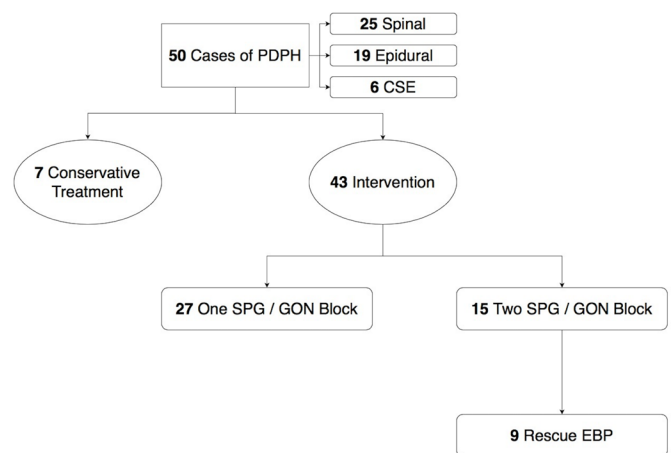 50 Cases of PDPH
25 Spinal
19 Epidural
6 CSE
7 Conservative
Treatment
43 Intervention
27 One SPG / GON Block
15 Two SPG / GON Block
9 Rescue EBP